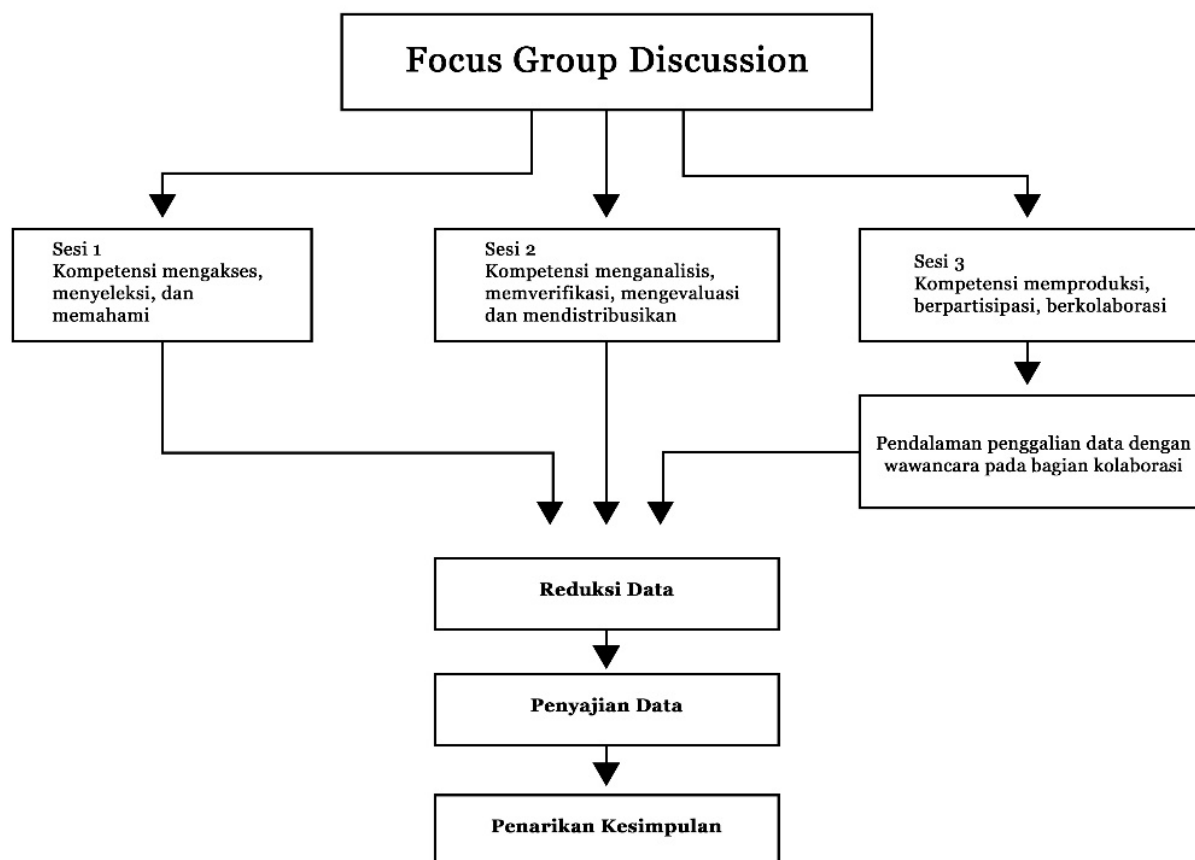 Focus Group Discussion
Sesi 1
Kompetensi mengakses,
menyeleksi, dan
memahami
Sesi 2
Kompetensi menganalisis,
memverifikasi, mengevaluasi
dan mendistribusikan
Sesi 3
Kompetensi memproduksi,
berpartisipasi, berkolaborasi
Pendalaman penggalian data dengan
wawancara pada bagian kolaborasi
Reduksi Data
Penyajian Data
Penarikan Kesimpulan